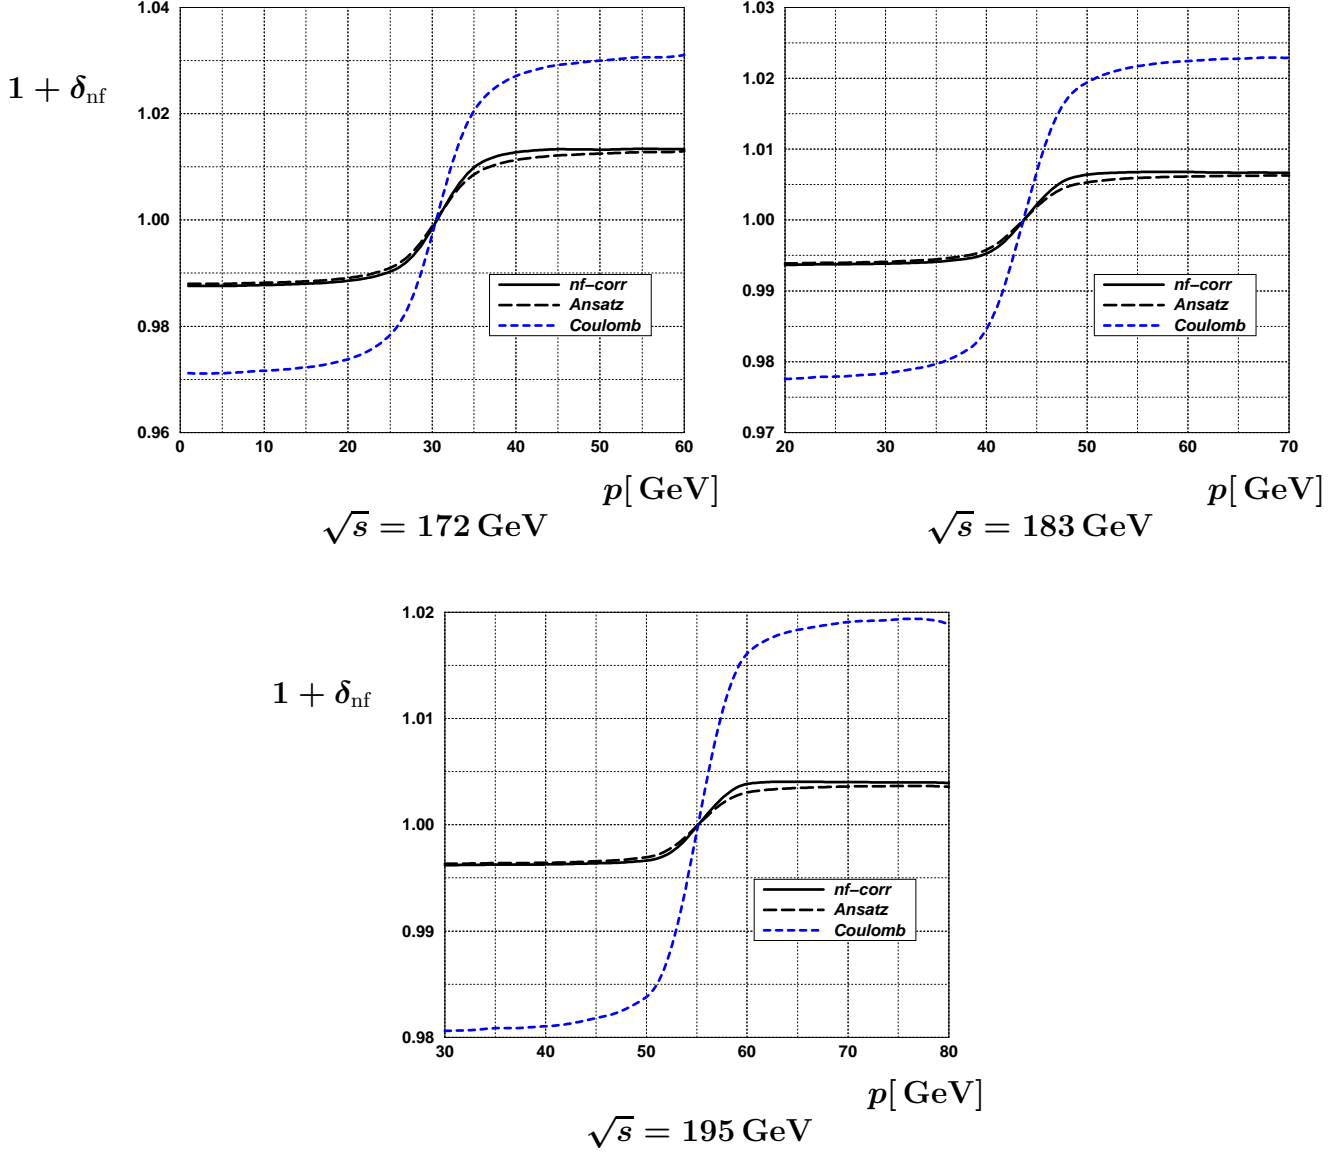 1 + δnf
1.04
1.02
1.00
0.98
0.96
0 10 20 30 40 50 60
nf−corr
Ansatz
Coulomb
p[ GeV]
√s = 172 GeV
1.03
1.02
1.01
1.00
0.99
0.98
0.97
20 30 40 50 60 70
nf−corr
Ansatz
Coulomb
p[ GeV]
√s = 183 GeV
1 + δnf
1.02
1.01
1.00
0.99
0.98
30 40 50 60 70 80
nf−corr
Ansatz
Coulomb
p[ GeV]
√s = 195 GeV